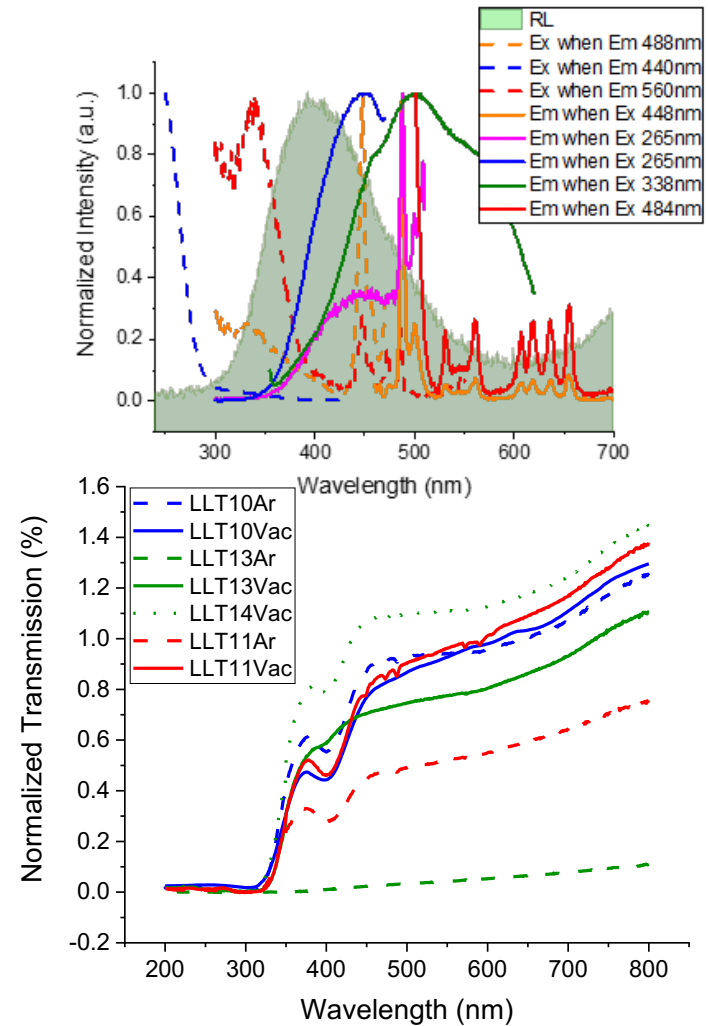 RL
Ex when Em 488nm
Ex when Em 440nm
Ex when Em 560nm
Em when Ex 448nm
Em when Ex 265nm
Em when Ex 265nm
Em when Ex 338nm
Em when Ex 484nm
Normalized Intensity (a.u.)
1.0
0.8
0.6
0.4
0.2
0.0
300 400 500 600 700
Wavelength (nm)
LLT10Ar
LLT10Vac
LLT13Ar
LLT13Vac
LLT14Vac
LLT11Ar
LLT11Vac
Normalized Transmission (%)
1.6
1.4
1.2
1.0
0.8
0.6
0.4
0.2
0.0
-0.2
200 300 400 500 600 700 800
Wavelength (nm)